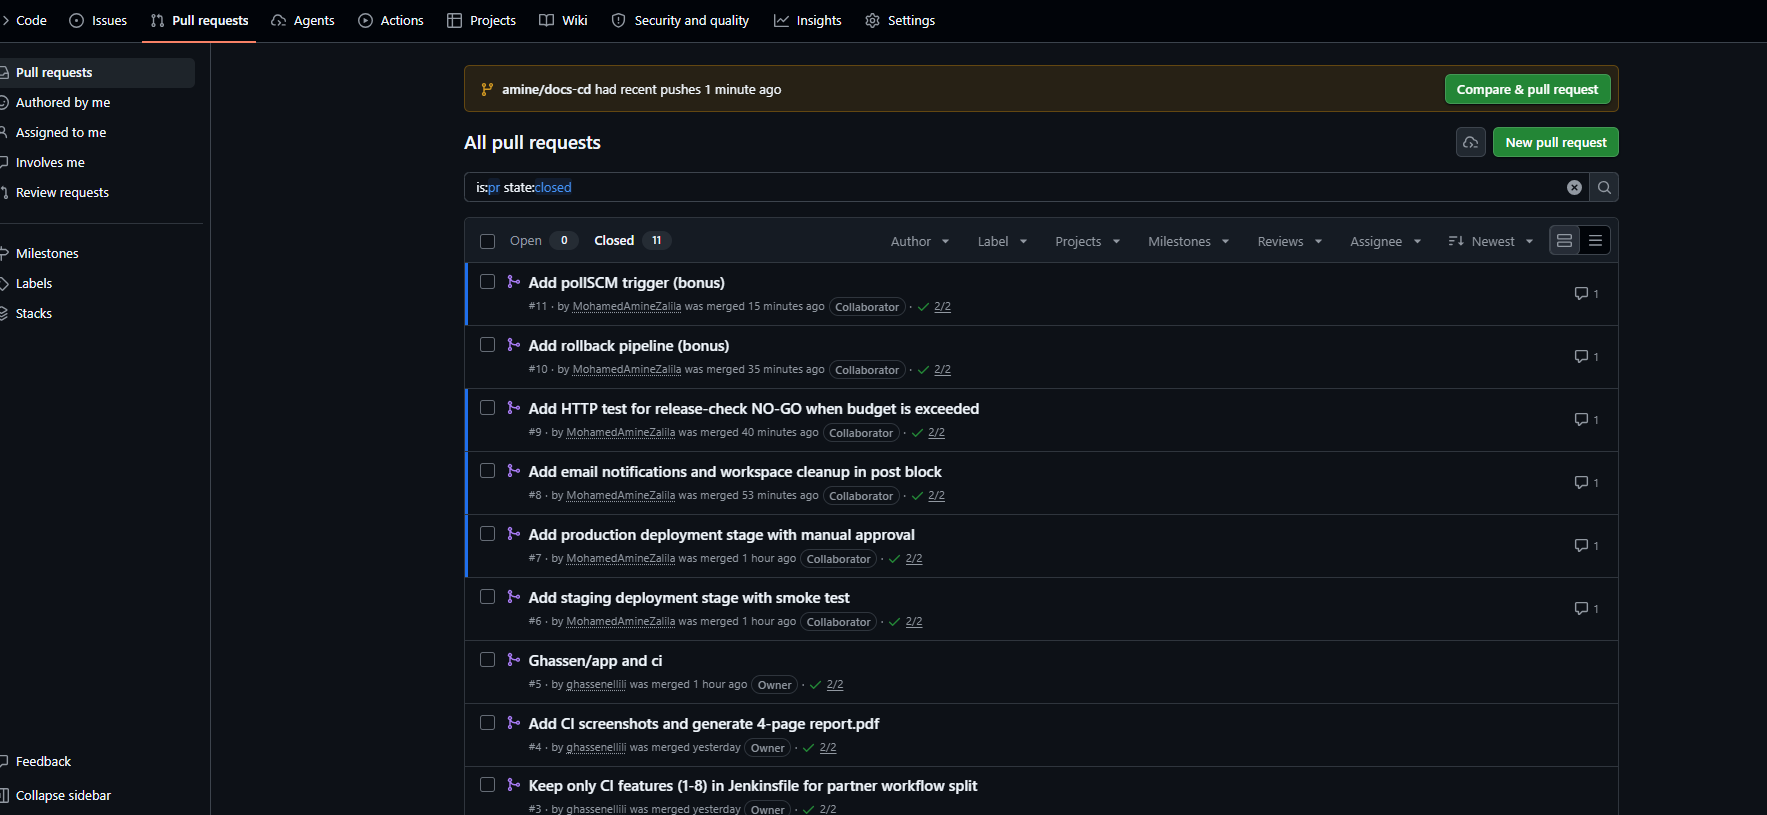 Code Issues Pull requests Agents Actions Projects Wiki Security and quality Insights Settings
Pull requests
Authored by me
Assigned to me
Involves me
Review requests
Milestones
Labels
Stacks
Feedback
Collapse sidebar
amine/docs-cd had recent pushes 1 minute ago Compare & pull request
All pull requests New pull request
is:pr state:closed
Open 0 Closed 11 Author Label Projects Milestones Reviews Assignee Newest
Add pollSCM trigger (bonus)
#11 · by MohamedAmineZalila was merged 15 minutes ago Collaborator · 2/2 1
Add rollback pipeline (bonus)
#10 · by MohamedAmineZalila was merged 35 minutes ago Collaborator · 2/2 1
Add HTTP test for release-check NO-GO when budget is exceeded
#9 · by MohamedAmineZalila was merged 40 minutes ago Collaborator · 2/2 1
Add email notifications and workspace cleanup in post block
#8 · by MohamedAmineZalila was merged 53 minutes ago Collaborator · 2/2 1
Add production deployment stage with manual approval
#7 · by MohamedAmineZalila was merged 1 hour ago Collaborator · 2/2 1
Add staging deployment stage with smoke test
#6 · by MohamedAmineZalila was merged 1 hour ago Collaborator · 2/2 1
Ghassen/app and ci
#5 · by ghassenellili was merged 1 hour ago Owner · 2/2
Add CI screenshots and generate 4-page report.pdf
#4 · by ghassenellili was merged yesterday Owner · 2/2
Keep only CI features (1-8) in Jenkinsfile for partner workflow split
#3 · by ghassenellili was merged yesterday Owner · 2/2